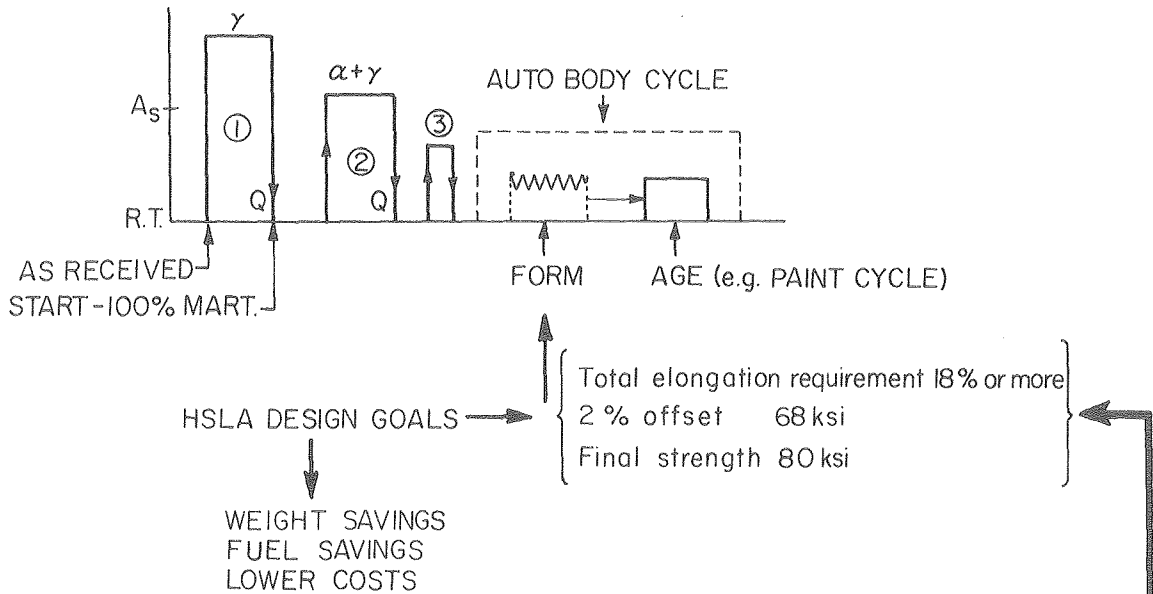 γ
α+γ
AUTO BODY CYCLE
As
①
②
③
Q
Q
R.T.
AS RECEIVED
START-100% MART.
FORM
AGE (e.g. PAINT CYCLE)
HSLA DESIGN GOALS
Total elongation requirement 18% or more
2 % offset 68 ksi
Final strength 80 ksi
WEIGHT SAVINGS
FUEL SAVINGS
LOWER COSTS